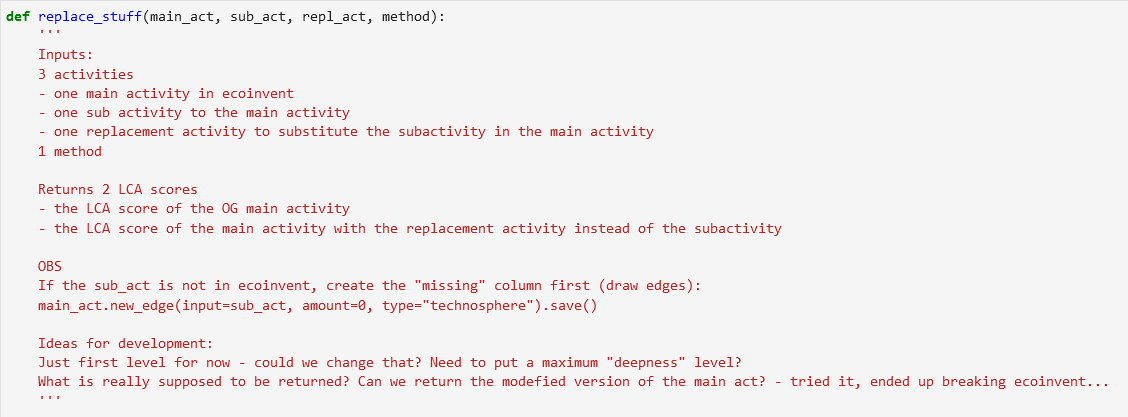 def replace_stuff(main_act, sub_act, repl_act, method):
'''
Inputs:
3 activities
- one main activity in ecoinvent
- one sub activity to the main activity
- one replacement activity to substitute the subactivity in the main activity
1 method
Returns 2 LCA scores
- the LCA score of the OG main activity
- the LCA score of the main activity with the replacement activity instead of the subactivity
OBS
If the sub_act is not in ecoinvent, create the "missing" column first (draw edges):
main_act.new_edge(input=sub_act, amount=0, type="technosphere").save()
Ideas for development:
Just first level for now - could we change that? Need to put a maximum "deepness" level?
What is really supposed to be returned? Can we return the modefied version of the main act? - tried it, ended up breaking ecoinvent...
'''